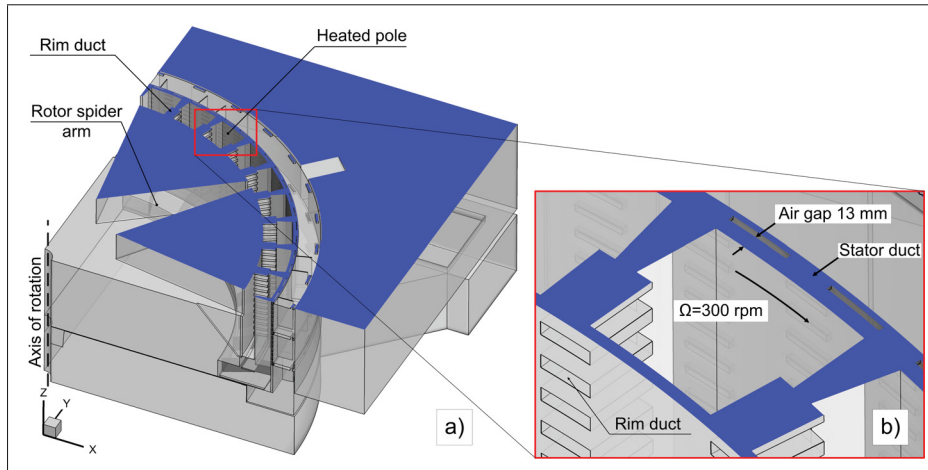 Heated pole
Rim duct
Rotor spider
arm
Axis of rotation
Z
Y
X
a)
Air gap 13 mm
Stator duct
Ω=300 rpm
Rim duct
b)